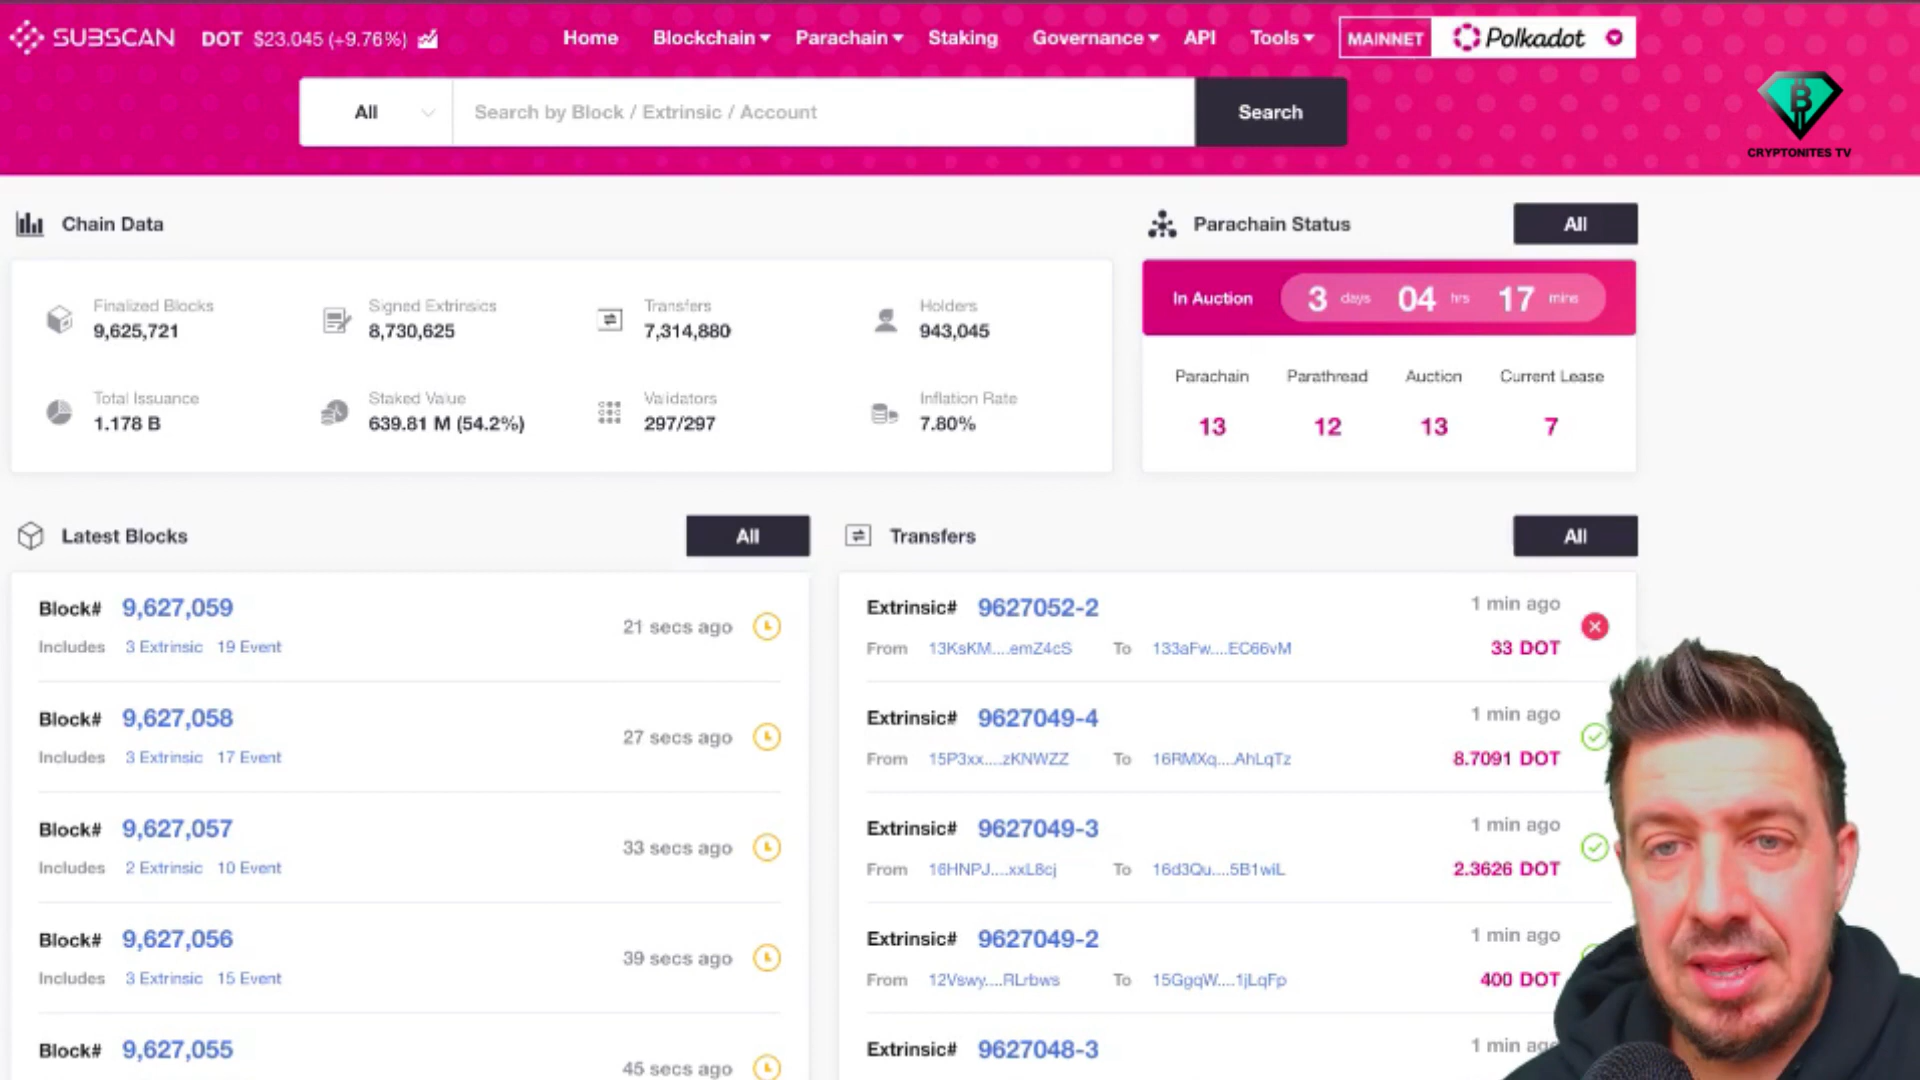 SUBSCAN DOT $23.045 (+9.76%) Home Blockchain Parachain Staking Governance API Tools MAINNET Polkadot
All Search by Block / Extrinsic / Account Search
CRYPTONITES TV
Chain Data
Finalized Blocks Signed Extrinsics Transfers Holders
9,625,721 8,730,625 7,314,880 943,045
Total Issuance Staked Value Validators Inflation Rate
1.178 B 639.81 M (54.2%) 297/297 7.80%
Parachain Status All
In Auction 3 days 04 hrs 17 mins
Parachain Parathread Auction Current Lease
13 12 13 7
Latest Blocks All
Block# 9,627,059 21 secs ago
Includes 3 Extrinsic 19 Event
Block# 9,627,058 27 secs ago
Includes 3 Extrinsic 17 Event
Block# 9,627,057 33 secs ago
Includes 2 Extrinsic 10 Event
Block# 9,627,056 39 secs ago
Includes 3 Extrinsic 15 Event
Block# 9,627,055 45 secs ago
Transfers All
Extrinsic# 9627052-2 1 min ago
From 13KsKM....emZ4cS To 133aFw....EC66vM 33 DOT
Extrinsic# 9627049-4 1 min ago
From 15P3xx....zKNWZZ To 16RMXq....AhLqTz 8.7091 DOT
Extrinsic# 9627049-3 1 min ago
From 16HNPJ....xxL8cj To 16d3Qu....5B1wiL 2.3626 DOT
Extrinsic# 9627049-2 1 min ago
From 12Vswy....RLrbws To 15GgqW....1jLqFp 400 DOT
Extrinsic# 9627048-3 1 min ago